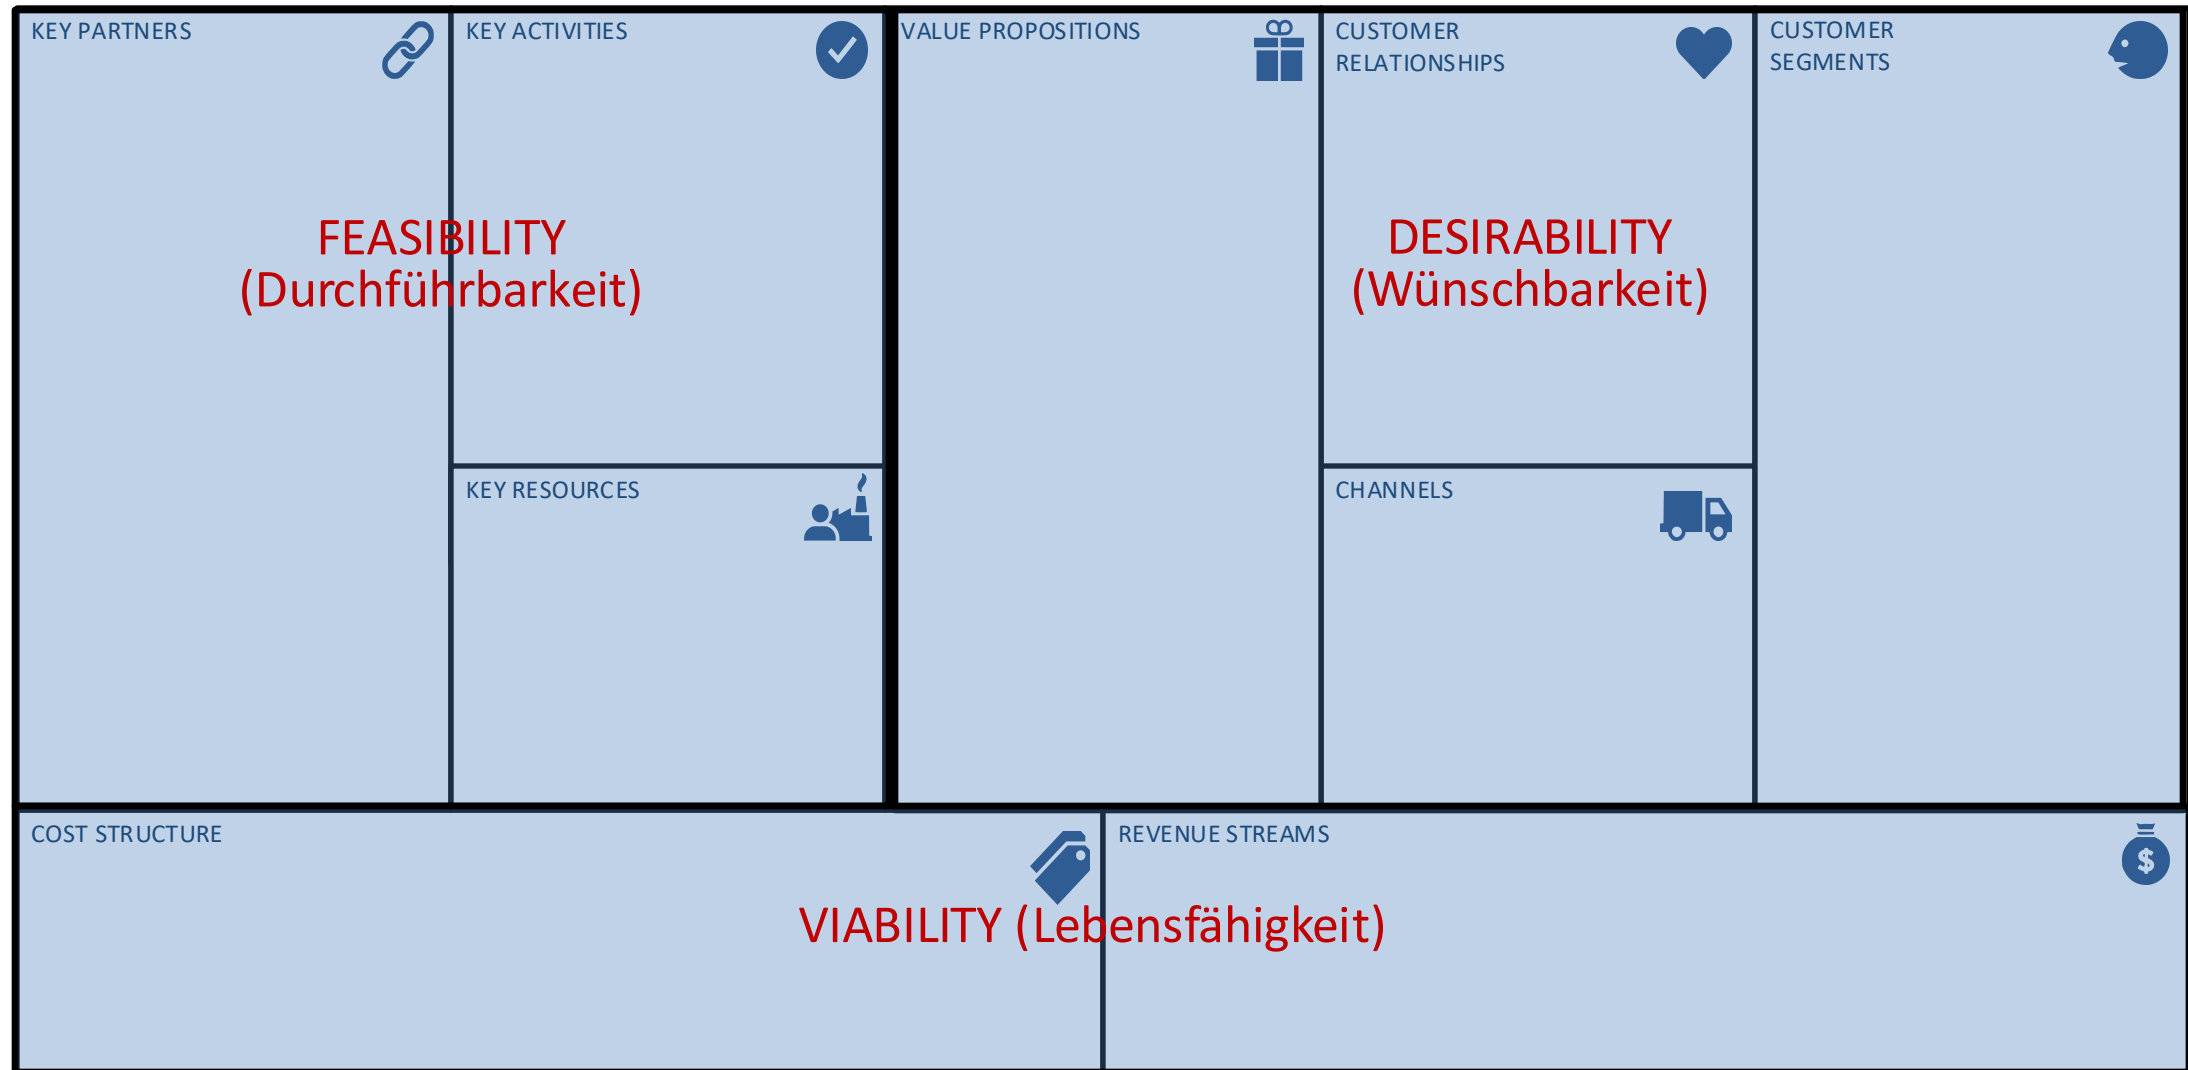 KEY PARTNERS
KEY ACTIVITIES
VALUE PROPOSITIONS
CUSTOMER
RELATIONSHIPS
CUSTOMER
SEGMENTS
FEASIBILITY
(Durchführbarkeit)
DESIRABILITY
(Wünschbarkeit)
KEY RESOURCES
CHANNELS
COST STRUCTURE
REVENUE STREAMS
$
VIABILITY (Lebensfähigkeit)